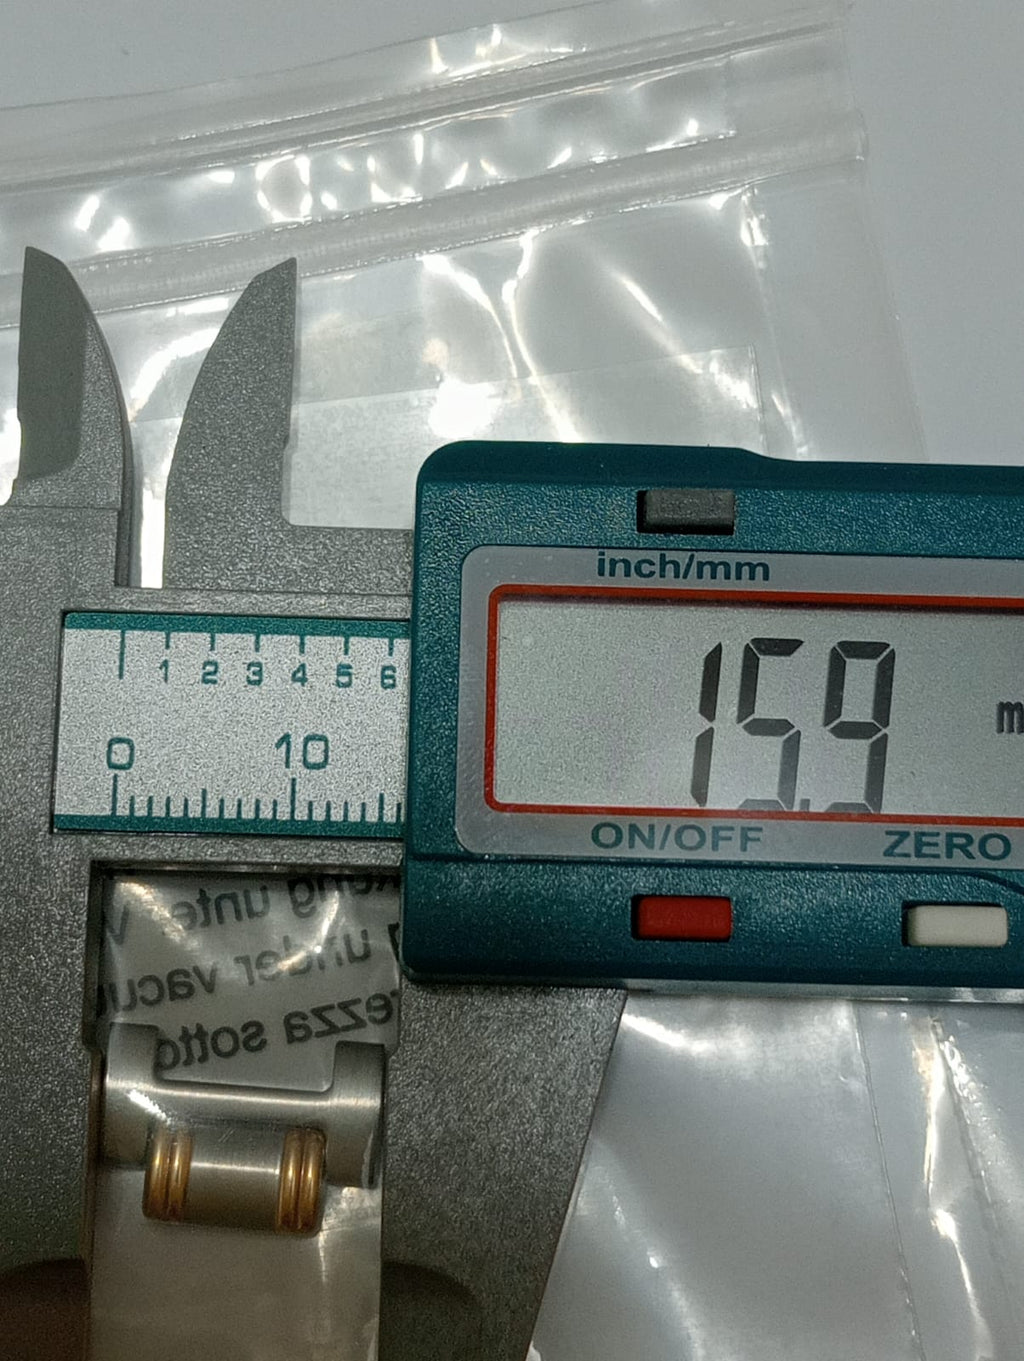 inch/mm
15.9 m
ON/OFF ZERO
1 2 3 4 5 6
0 10
unter V
under vacu
ezza sotto